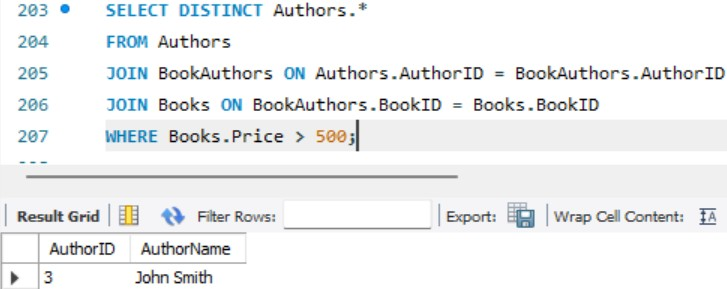 203 SELECT DISTINCT Authors.*
204 FROM Authors
205 JOIN BookAuthors ON Authors.AuthorID = BookAuthors.AuthorID
206 JOIN Books ON BookAuthors.BookID = Books.BookID
207 WHERE Books.Price > 500;
Result Grid Filter Rows: Export: Wrap Cell Content:
AuthorID AuthorName
3 John Smith